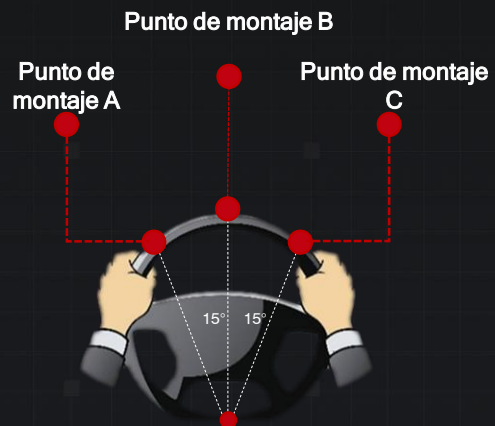 Punto de montaje B
Punto de
montaje A
Punto de montaje
C
15°
15°